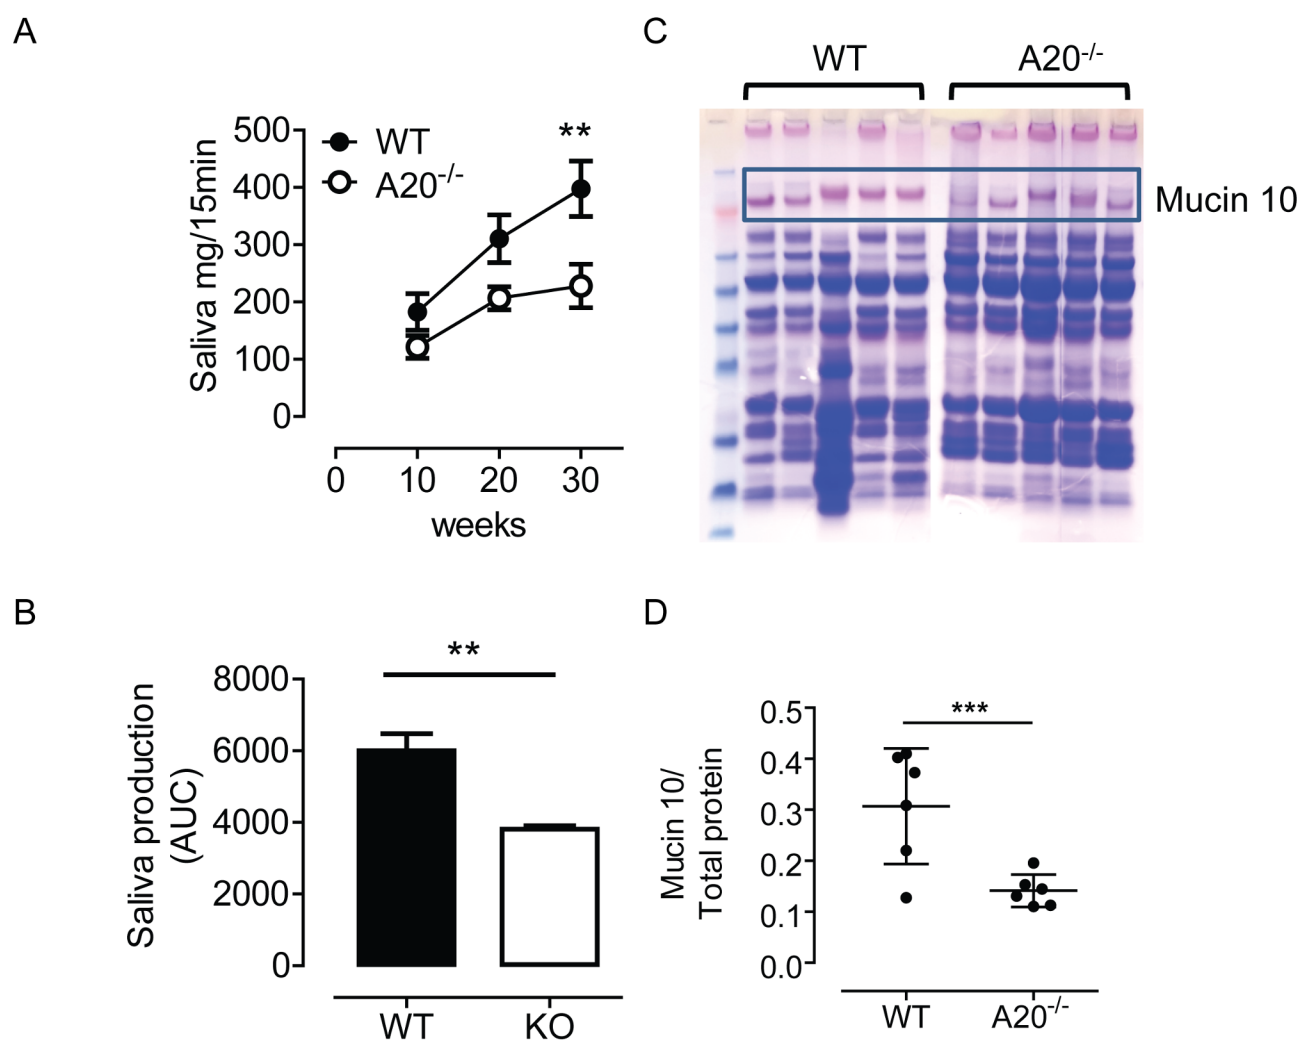 A
500
400
300
200
100
0
Saliva mg/15min
WT
A20-/-
**
0 10 20 30
weeks
B
8000
6000
4000
2000
0
Saliva production
(AUC)
**
WT KO
C
WT A20-/-
Mucin 10
D
0.5
0.4
0.3
0.2
0.1
0.0
Mucin 10/
Total protein
***
WT A20-/-